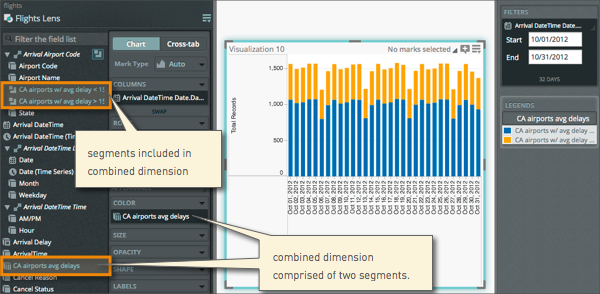 flights
Flights Lens
Filter the field list
Arrival Airport Code
Airport Code
Airport Name
CA airports w/ avg delay < 15
CA airports w/ avg delay > 15
State
Arrival DateTime
Arrival DateTime (Tim
Arrival DateTime D
Date
Date (Time Series)
Month
Weekday
Arrival DateTime Time
AM/PM
Hour
Arrival Delay
ArrivalTime
CA airports avg delays
Cancel Reason
Cancel Status
Chart
Cross-tab
Mark Type
Auto
COLUMNS
Arrival DateTime Date.Da...
SWAP
segments included in
combined dimension
COLOR
CA airports avg delays
SIZE
OPACITY
SHAPE
LABELS
combined dimension
comprised of two segments.
Visualization 10
No marks selected
Total Records
1,500
1,000
500
0
Oct 01, 2012
Oct 02, 2012
Oct 03, 2012
Oct 04, 2012
Oct 05, 2012
Oct 06, 2012
Oct 07, 2012
Oct 08, 2012
Oct 09, 2012
Oct 10, 2012
Oct 11, 2012
Oct 12, 2012
Oct 13, 2012
Oct 14, 2012
Oct 15, 2012
Oct 16, 2012
Oct 17, 2012
Oct 18, 2012
Oct 19, 2012
Oct 20, 2012
Oct 21, 2012
Oct 22, 2012
Oct 23, 2012
Oct 24, 2012
Oct 25, 2012
Oct 26, 2012
Oct 27, 2012
Oct 28, 2012
Oct 29, 2012
Oct 30, 2012
Oct 31, 2012
FILTERS
Arrival DateTime Date....
Start
10/01/2012
End
10/31/2012
32 DAYS
LEGENDS
CA airports avg delays
CA airports w/ avg delay ...
CA airports w/ avg delay ...